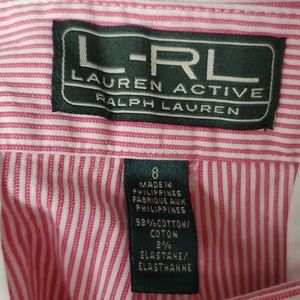 L-RL
LAUREN ACTIVE
RALPH LAUREN
8
MADE IN
PHILIPPINES
FABRIQUE AUX
PHILIPPINES
98% COTTON/
COTON
2%
ELASTANE/
ELASTHANNE